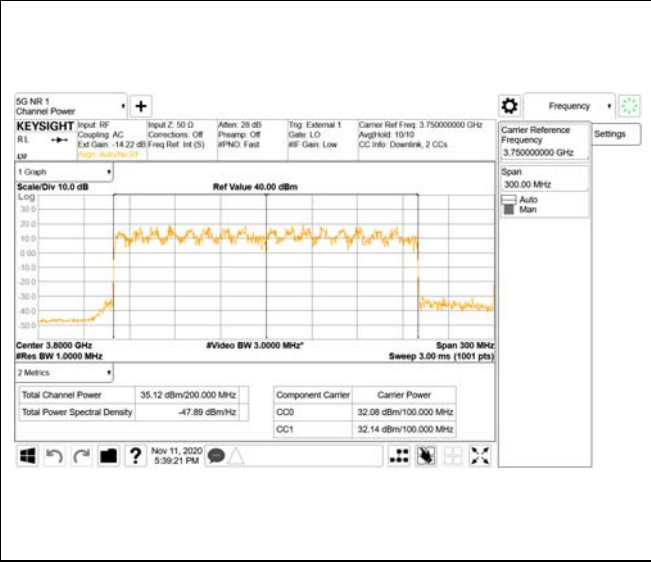 5G NR 1
Channel Power
Frequency
KEYSIGHT
Input: RF
Input Z: 50 Ω
Atten: 28 dB
Trig: External 1
Carrier Ref Freq: 3.750000000 GHz
RL
Coupling: AC
Corrections: Off
Preamp: Off
Gate: LO
Avg|Hold: 10/10
Ext Gain: -14.22 dB
Freq Ref: Int (S)
#PNO: Fast
#IF Gain: Low
CC Info: Downlink, 2 CCs
Align: Auto/No RF
Carrier Reference
Frequency
3.750000000 GHz
Settings
Span
300.00 MHz
Auto
Man
1 Graph
Scale/Div 10.0 dB
Ref Value 40.00 dBm
Log
30.0
20.0
10.0
0.00
-10.0
-20.0
-30.0
-40.0
-50.0
Center 3.8000 GHz
#Video BW 3.0000 MHz*
Span 300 MHz
#Res BW 1.0000 MHz
Sweep 3.00 ms (1001 pts)
2 Metrics
Total Channel Power
35.12 dBm/200.000 MHz
Total Power Spectral Density
-47.89 dBm/Hz
Component Carrier
Carrier Power
CC0
32.08 dBm/100.000 MHz
CC1
32.14 dBm/100.000 MHz
?
Nov 11, 2020
5:39:21 PM